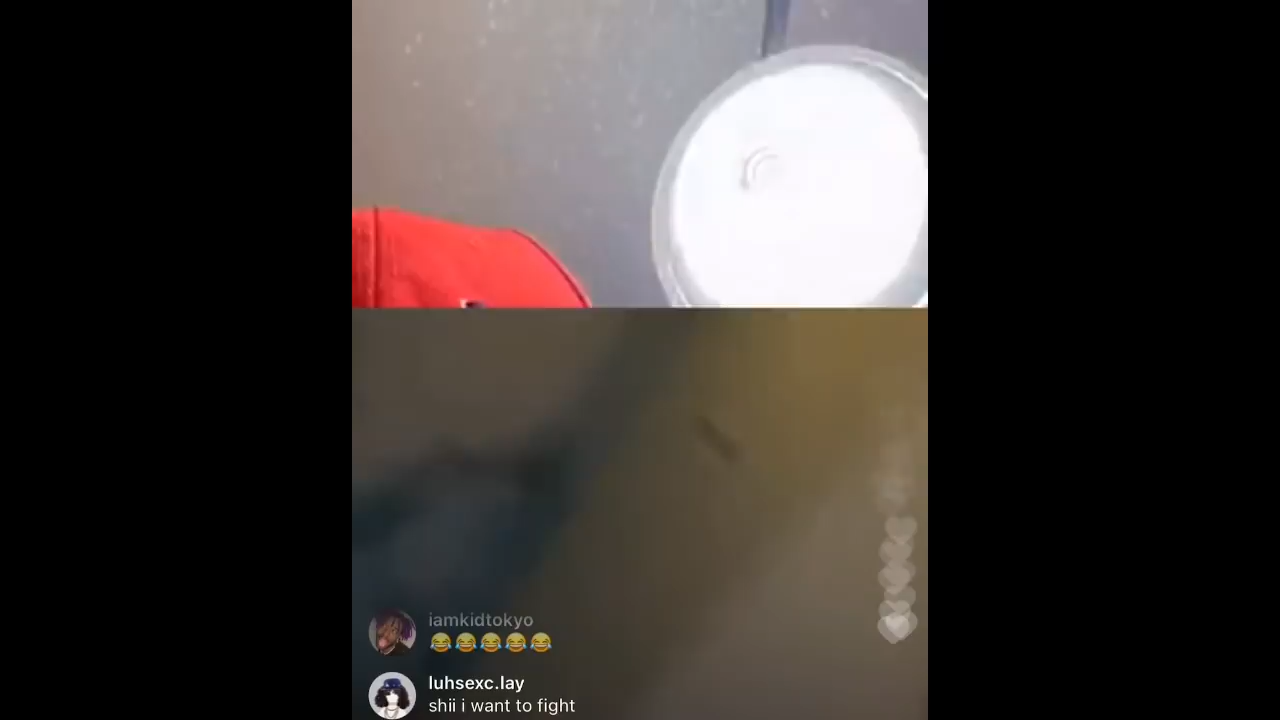 iamkidtokyo
😂😂😂😂😂
luhsexc.lay
shii i want to fight